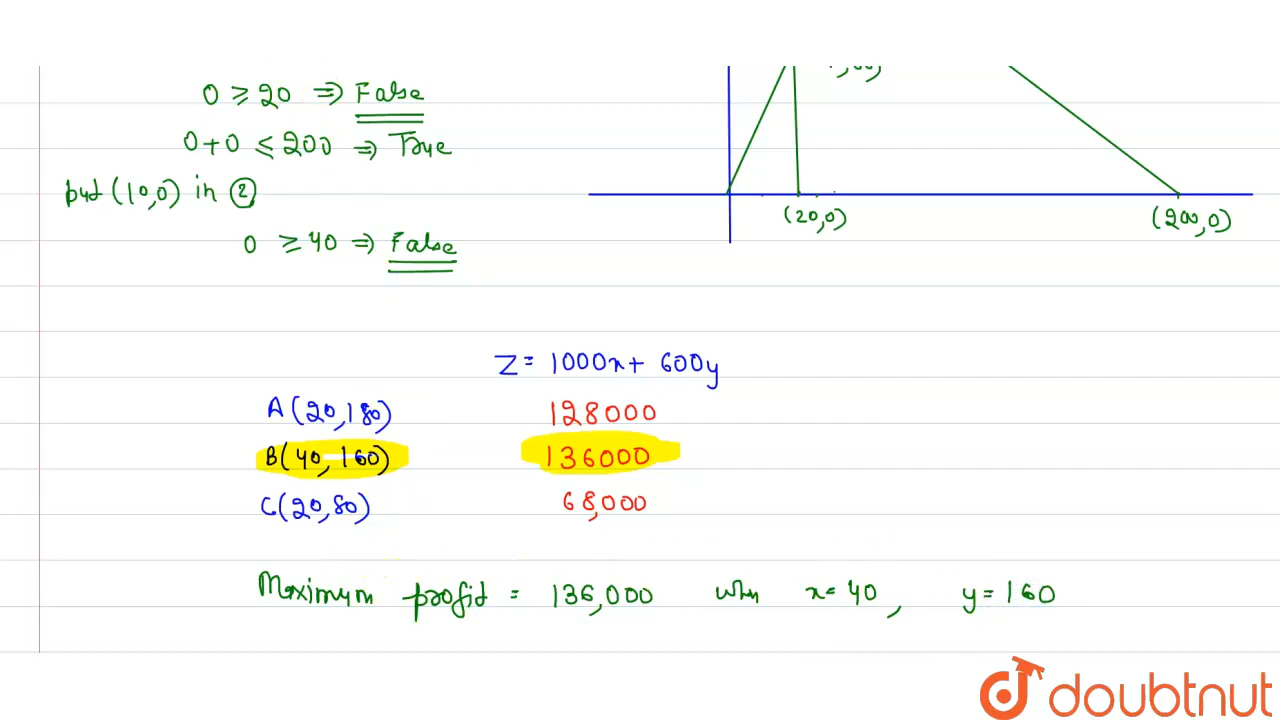 0 ≥ 20 ⇒ False
0 + 0 ≤ 200 ⇒ True
put (10,0) in ②
0 ≥ 40 ⇒ False
(20,0)
(200,0)
Z = 1000x + 600y
A (20,180) 128000
B (40, 160) 136000
C (20,80) 68,000
Maximum profit = 136,000 when x = 40, y = 160
doubtnut